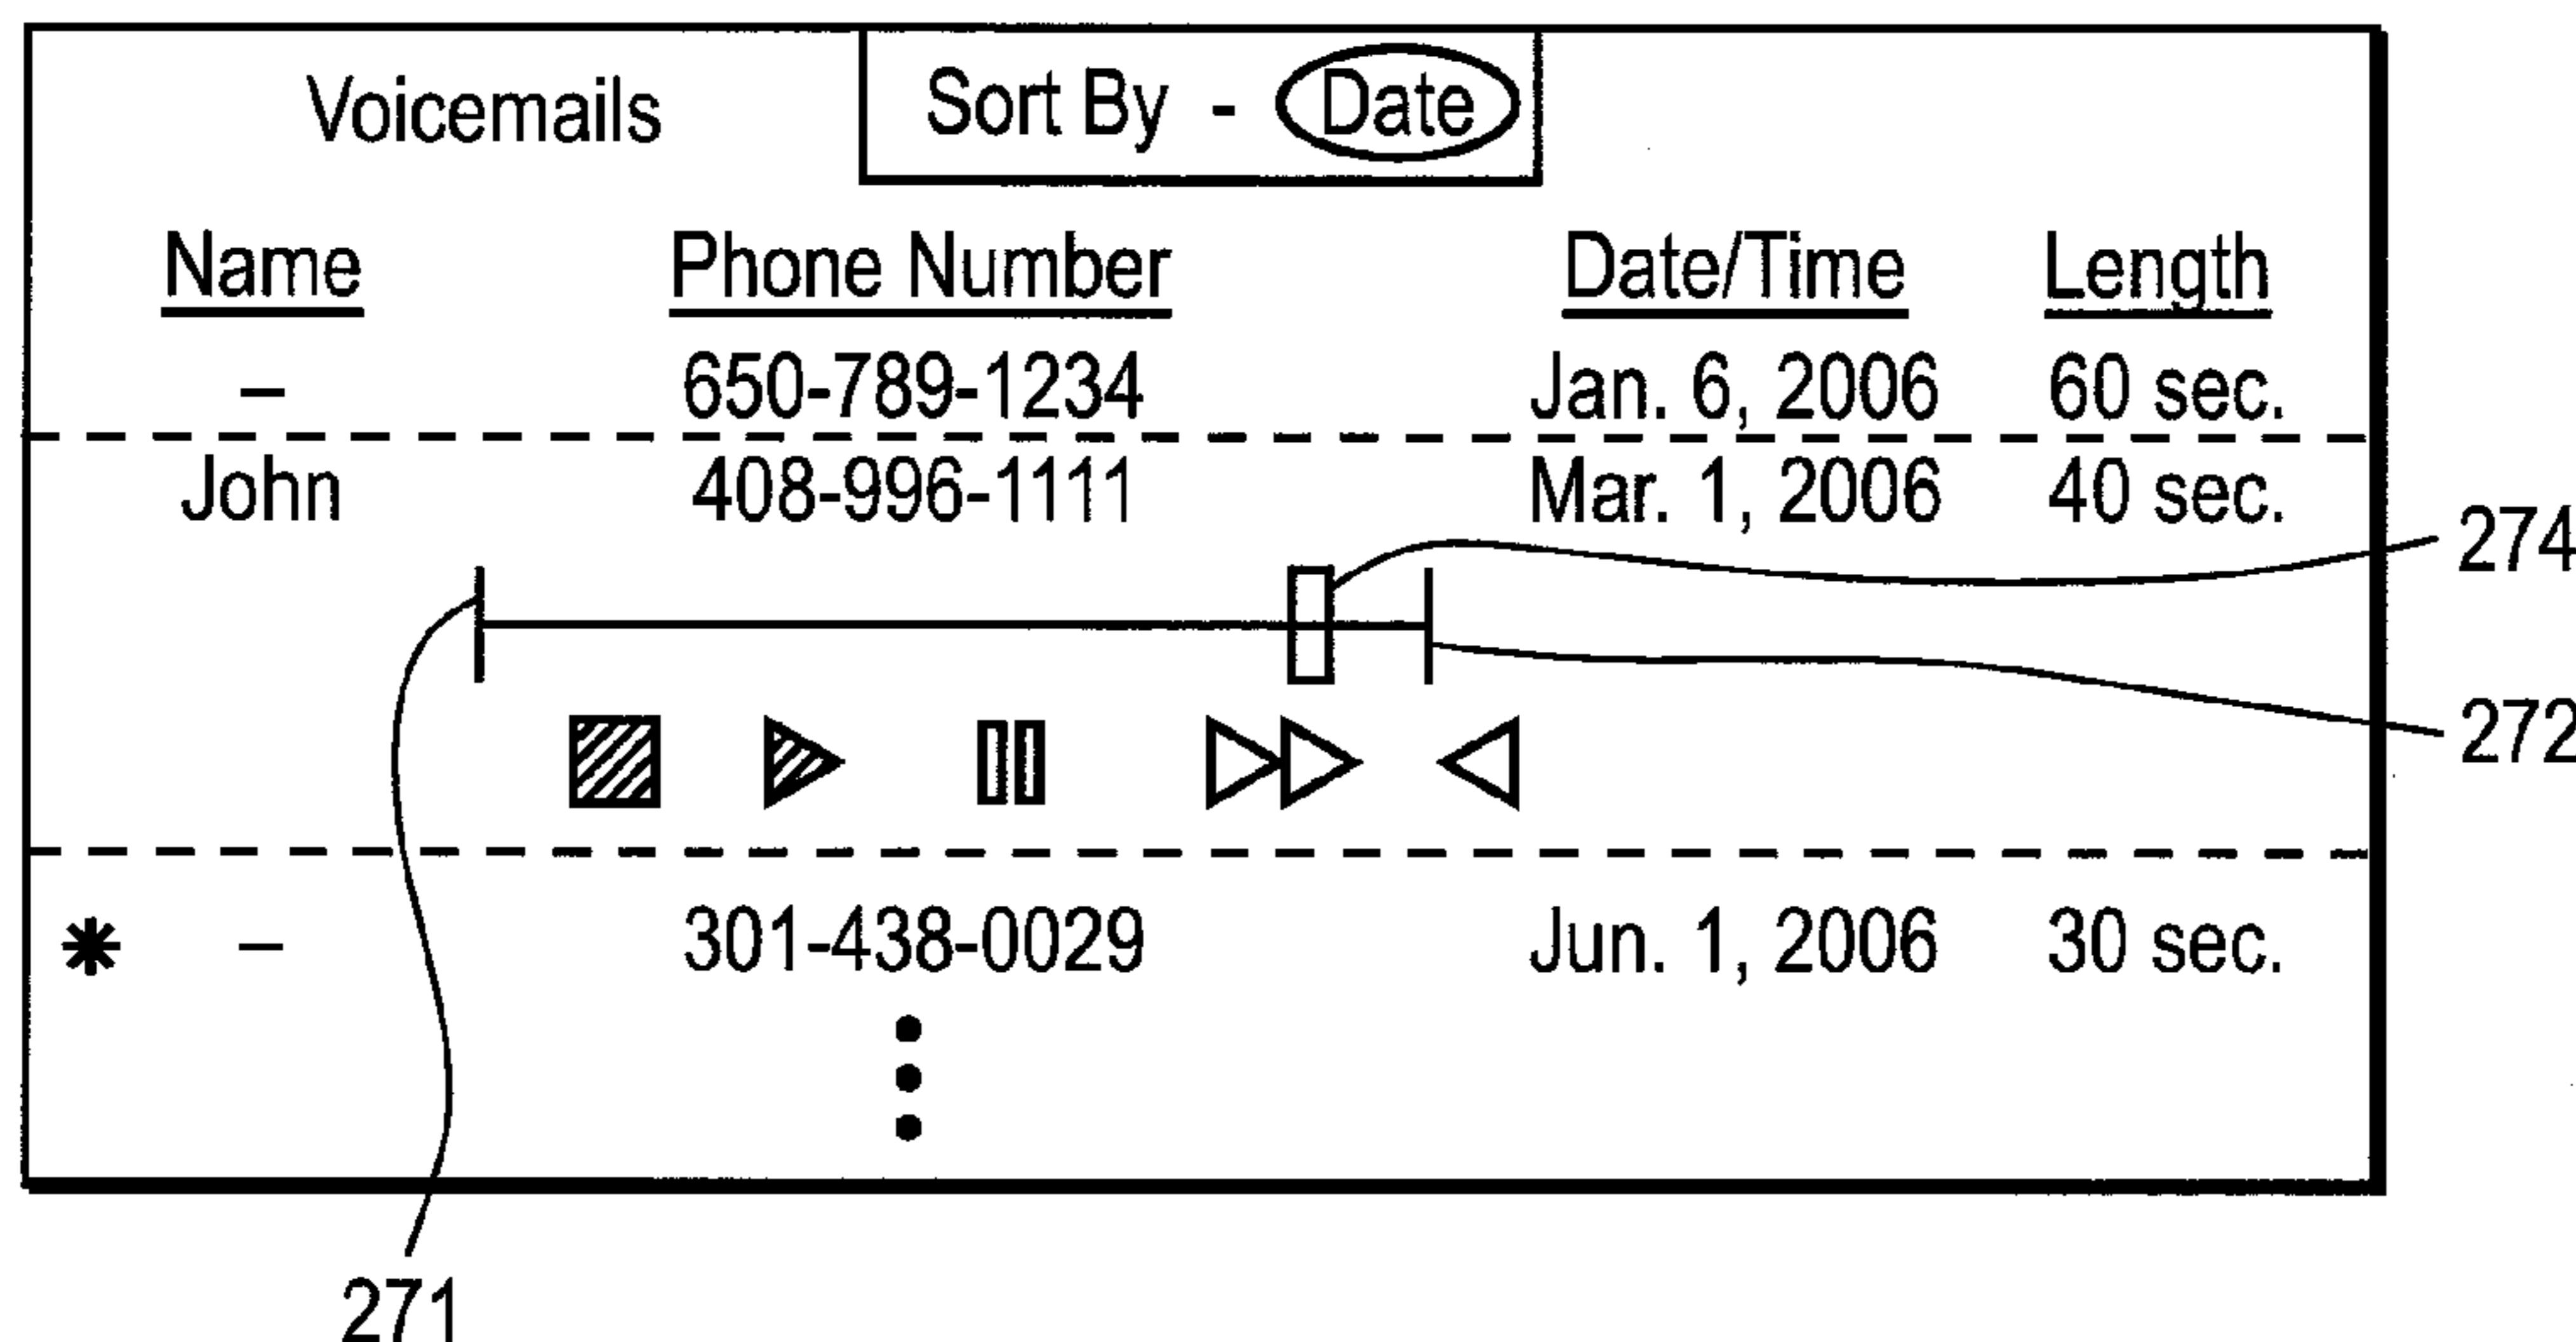 Voicemails Sort By - Date
Name Phone Number Date/Time Length
– 650-789-1234 Jan. 6, 2006 60 sec.
John 408-996-1111 Mar. 1, 2006 40 sec.
274
272
* – 301-438-0029 Jun. 1, 2006 30 sec.
271